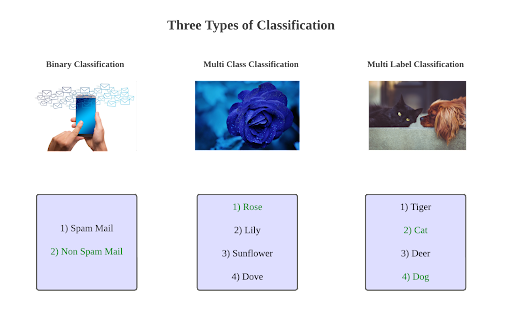 Three Types of Classification
Binary Classification
Multi Class Classification
Multi Label Classification
1) Spam Mail
2) Non Spam Mail
1) Rose
2) Lily
3) Sunflower
4) Dove
1) Tiger
2) Cat
3) Deer
4) Dog